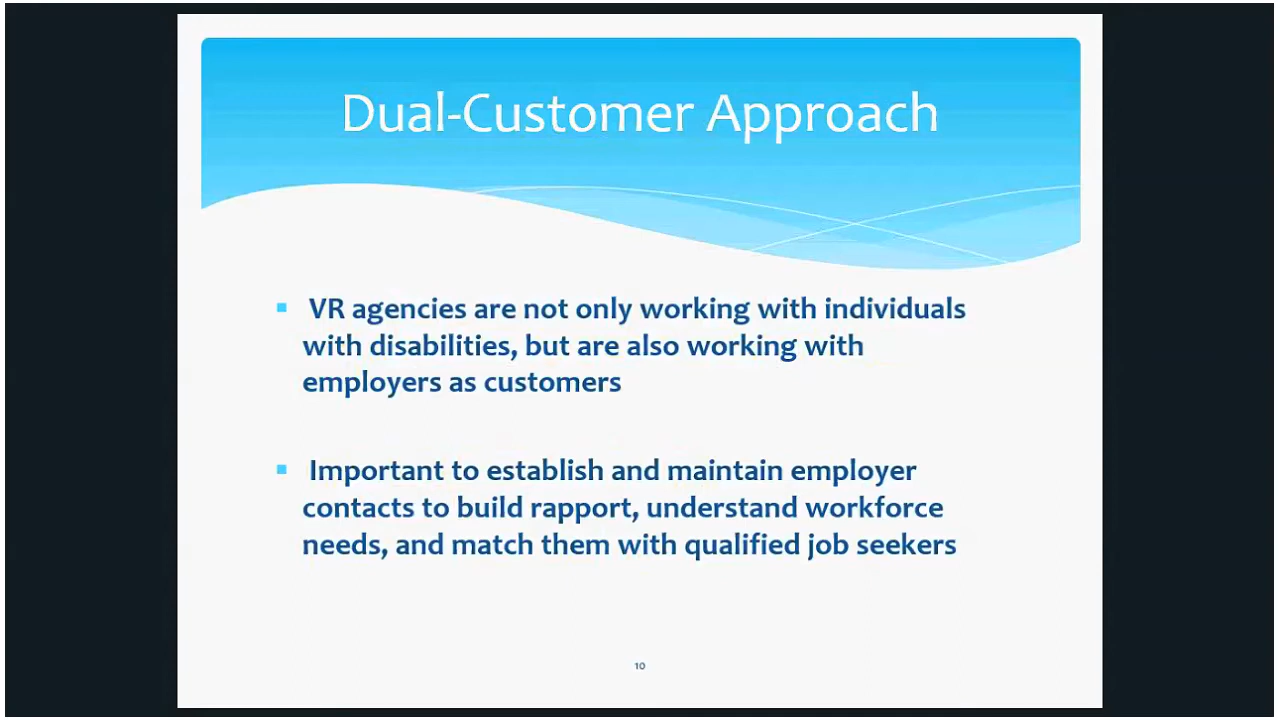 Dual-Customer Approach
VR agencies are not only working with individuals
with disabilities, but are also working with
employers as customers
Important to establish and maintain employer
contacts to build rapport, understand workforce
needs, and match them with qualified job seekers
10